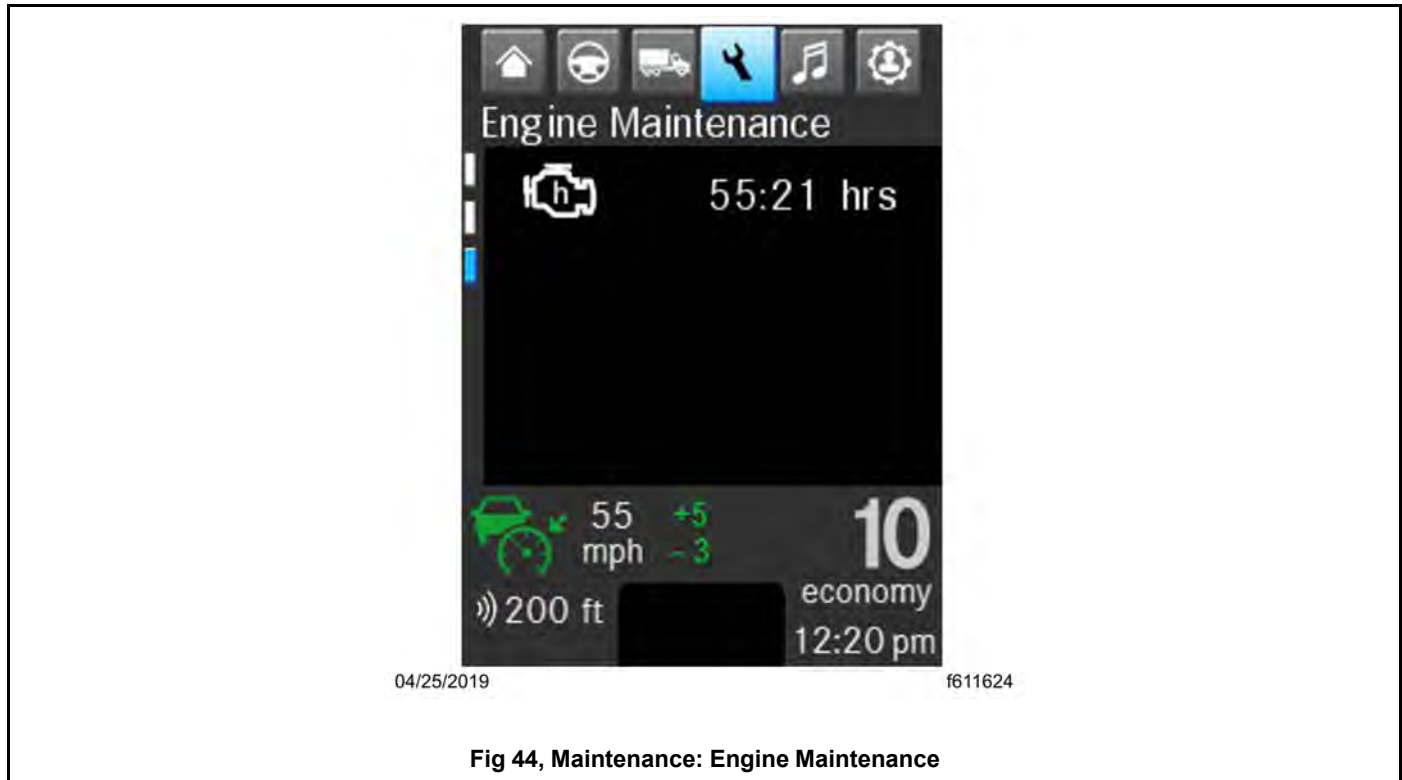 Engine Maintenance
h 55:21 hrs
55 +5
mph - 3
10
economy
200 ft
12:20 pm
04/25/2019 f611624
Fig 44, Maintenance: Engine Maintenance